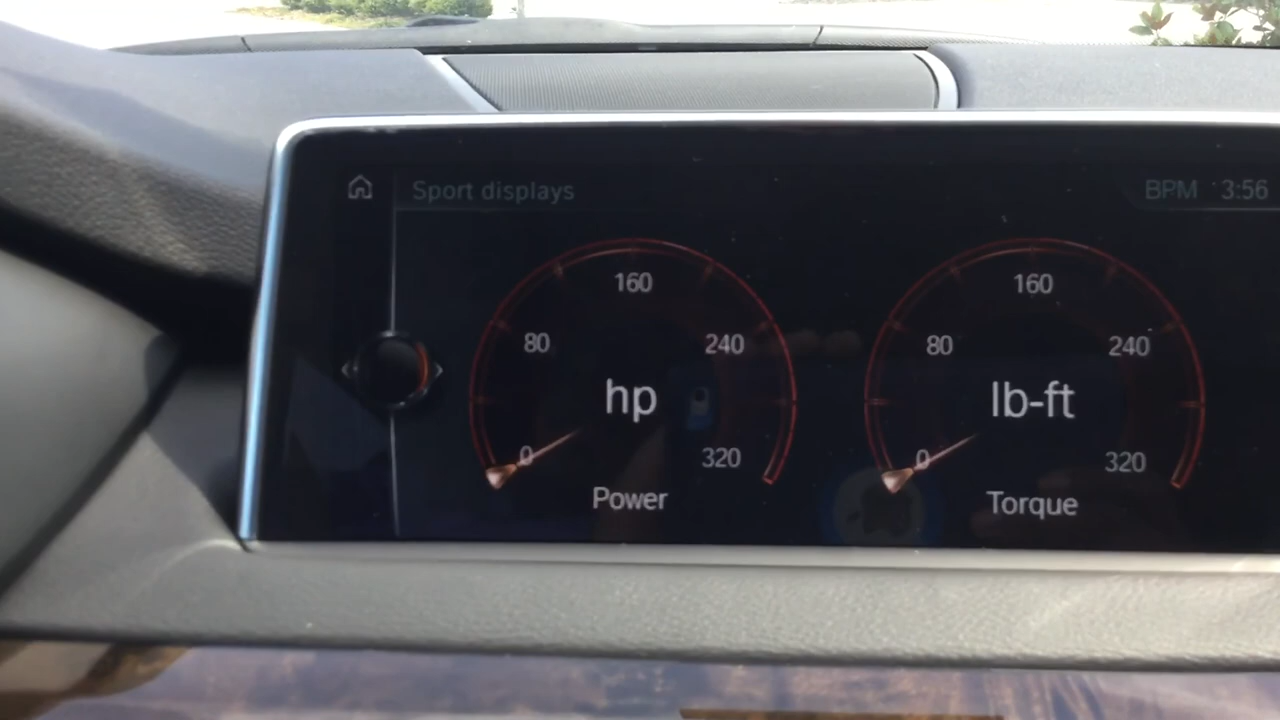 Sport displays
BPM 3:56
160
80
240
hp
0
320
Power
160
80
240
lb-ft
0
320
Torque